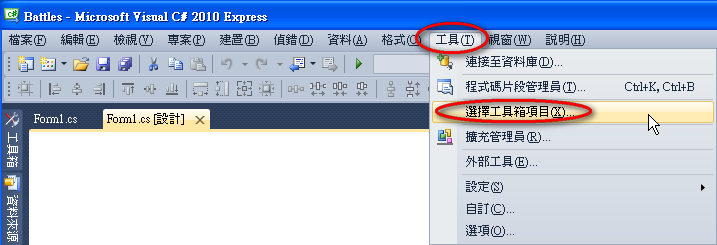 Battles - Microsoft Visual C# 2010 Express
檔案(F) 編輯(E) 檢視(V) 專案(P) 建置(B) 偵錯(D) 資料(A) 格式(O) 工具(T) 視窗(W) 說明(H)
連接至資料庫(D)...
程式碼片段管理員(T)... Ctrl+K, Ctrl+B
選擇工具箱項目(X)...
擴充管理員(R)...
外部工具(E)...
設定(S)
自訂(C)...
選項(O)...
Form1.cs Form1.cs [設計]
工具箱
資料來源